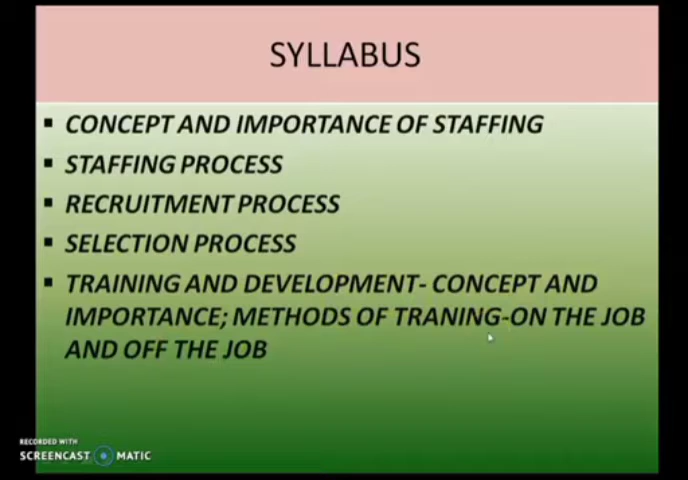 SYLLABUS
▪ CONCEPT AND IMPORTANCE OF STAFFING
▪ STAFFING PROCESS
▪ RECRUITMENT PROCESS
▪ SELECTION PROCESS
▪ TRAINING AND DEVELOPMENT- CONCEPT AND
IMPORTANCE; METHODS OF TRANING-ON THE JOB
AND OFF THE JOB
RECORDED WITH
SCREENCAST MATIC